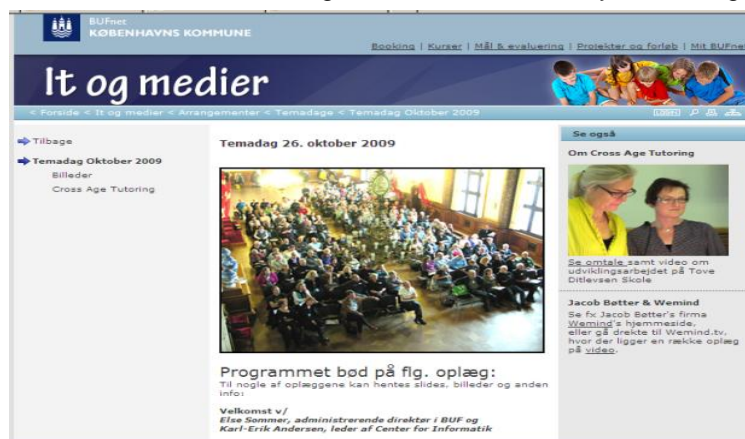 BUFnet
KØBENHAVNS KOMMUNE
Booking | Kurser | Mål & evaluering | Projekter og forløb | Mit BUFnet
It og medier
< Forside < It og medier < Arrangementer < Temadage < Temadag Oktober 2009
LOGIN
Tilbage
Temadag Oktober 2009
Billeder
Cross Age Tutoring
Temadag 26. oktober 2009
Programmet bød på flg. oplæg:
Til nogle af oplæggene kan hentes slides, billeder og anden
info:
Velkomst v/
Else Sommer, administrerende direktør i BUF og
Karl-Erik Andersen, leder af Center for Informatik
Se også
Om Cross Age Tutoring
Se omtale samt video om
udviklingsarbejdet på Tove
Ditlevsen Skole
Jacob Bøtter & Wemind
Se fx Jacob Bøtter's firma
Wemind's hjemmeside,
eller gå drekte til Wemind.tv,
hvor der ligger en række oplæg
på video.